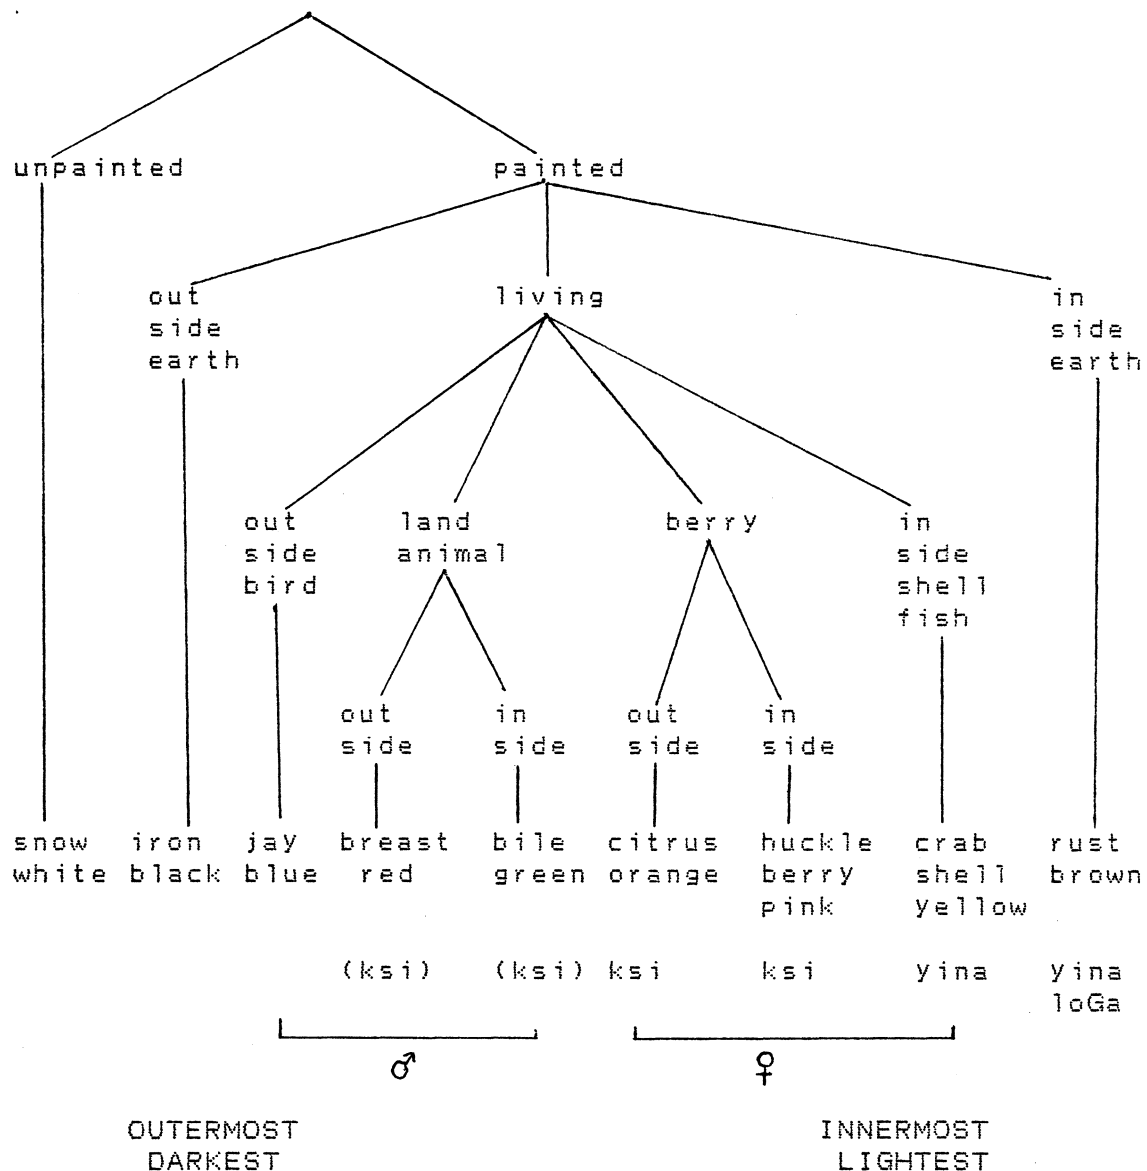 unpainted painted
out living in
side side
earth earth
out land berry in
side animal side
bird shell
fish
out in out in
side side side side
snow iron jay breast bile citrus huckle crab rust
white black blue red green orange berry shell brown
pink yellow
(ksi) (ksi) ksi ksi yina yina
loGa
♂ ♀
OUTERMOST INNERMOST
DARKEST LIGHTEST